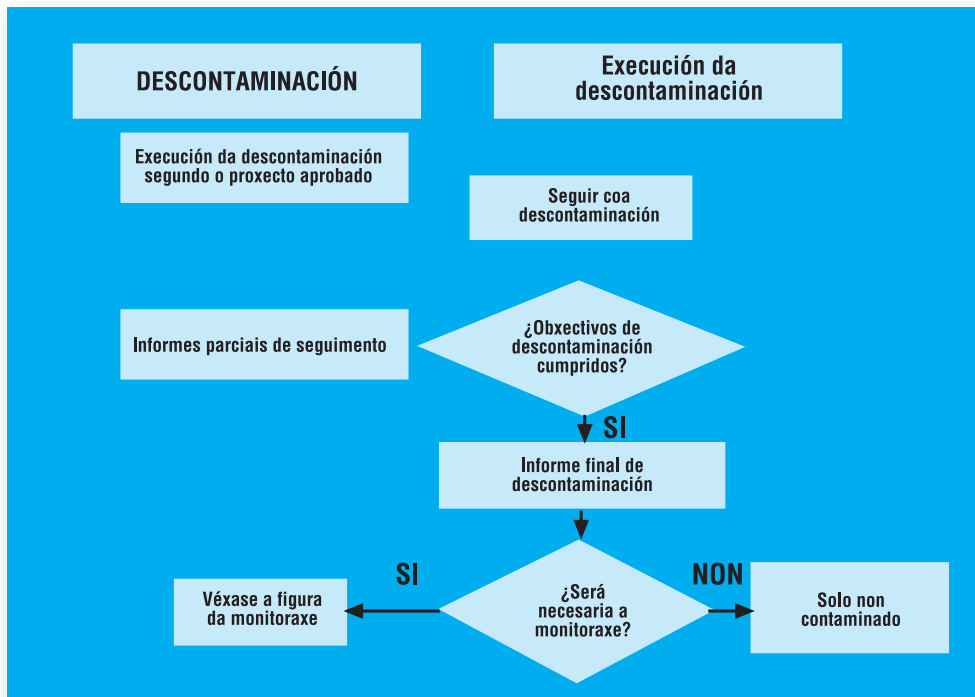 DESCONTAMINACIÓN
Execución da
descontaminación
Execución da descontaminación
segundo o proxecto aprobado
Seguir coa
descontaminación
Informes parciais de seguimento
¿Obxectivos de
descontaminación
cumpridos?
SI
Informe final de
descontaminación
SI
NON
Véxase a figura
da monitoraxe
¿Será
necesaria a
monitoraxe?
Solo non
contaminado